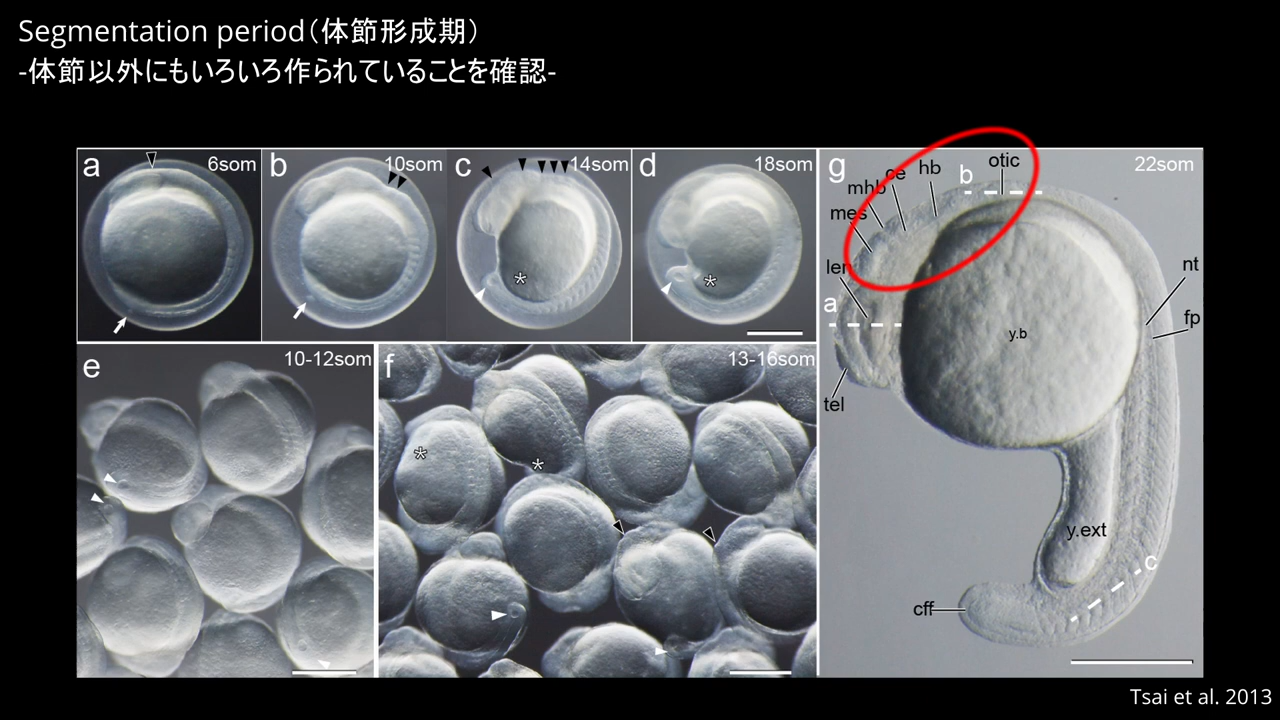 Segmentation period（体節形成期）
-体節以外にもいろいろ作られていることを確認-
a 6som
b 10som
c 14som
d 18som
* *
e 10-12som
f 13-16som
* *
g 22som
otic
b
hb
ce
mhb
mes
len
a
tel
nt
fp
y.b
y.ext
c
cff
Tsai et al. 2013